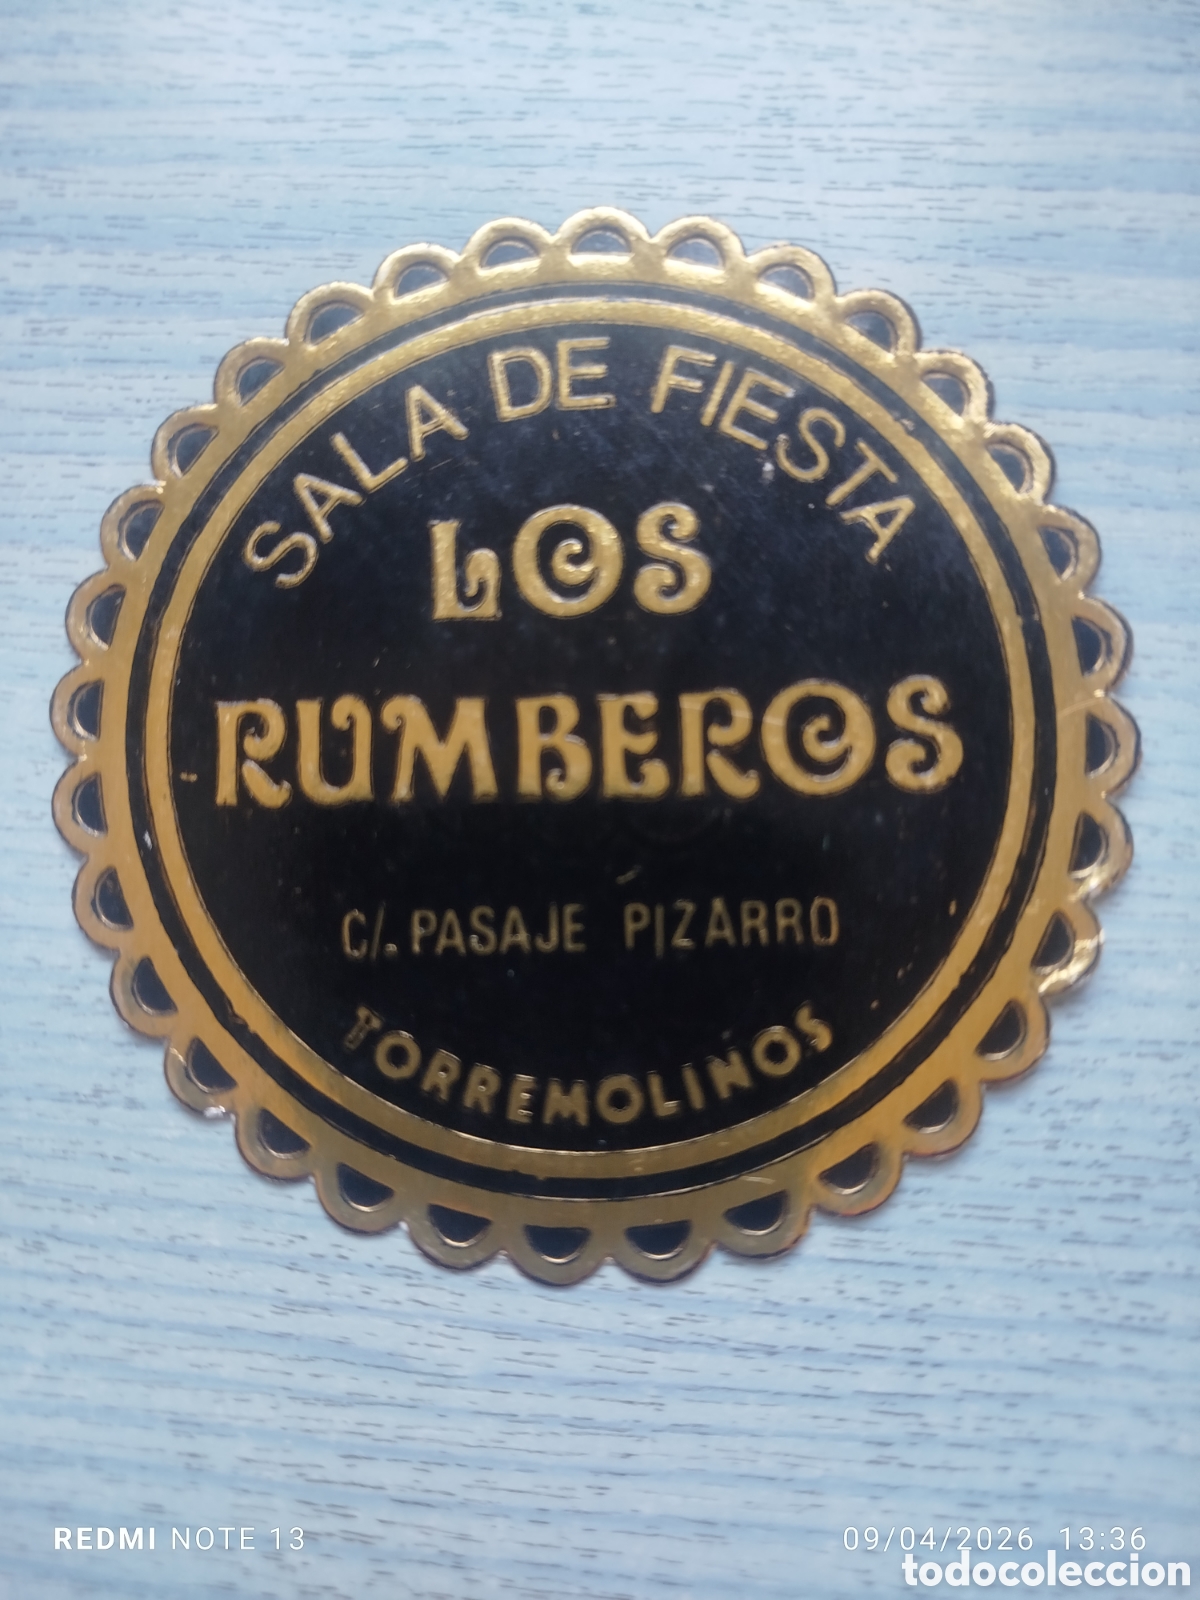 SALA DE FIESTA
LOS
RUMBEROS
C/. PASAJE PIZARRO
TORREMOLINOS
REDMI NOTE 13
09/04/2026 13:36
todocoleccion